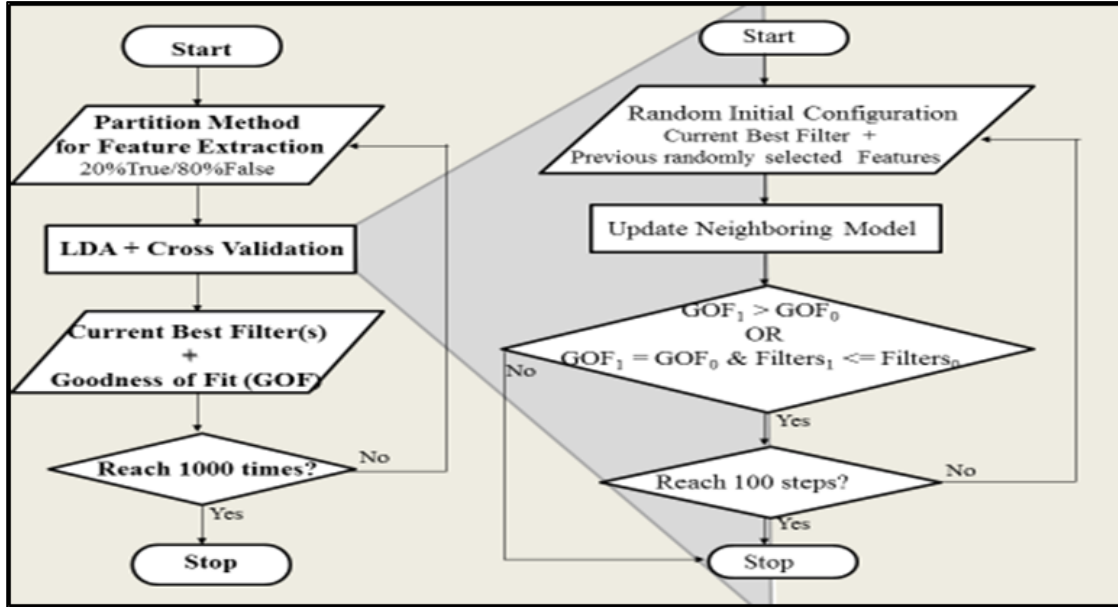 Start
Partition Method
for Feature Extraction
20%True/80%False
LDA + Cross Validation
Current Best Filter(s)
+
Goodness of Fit (GOF)
Reach 1000 times?
No
Yes
Stop
Start
Random Initial Configuration
Current Best Filter +
Previous randomly selected Features
Update Neighboring Model
GOF₁ > GOF₀
OR
GOF₁ = GOF₀ & Filters₁ <= Filters₀
No
Yes
Reach 100 steps?
No
Yes
Stop